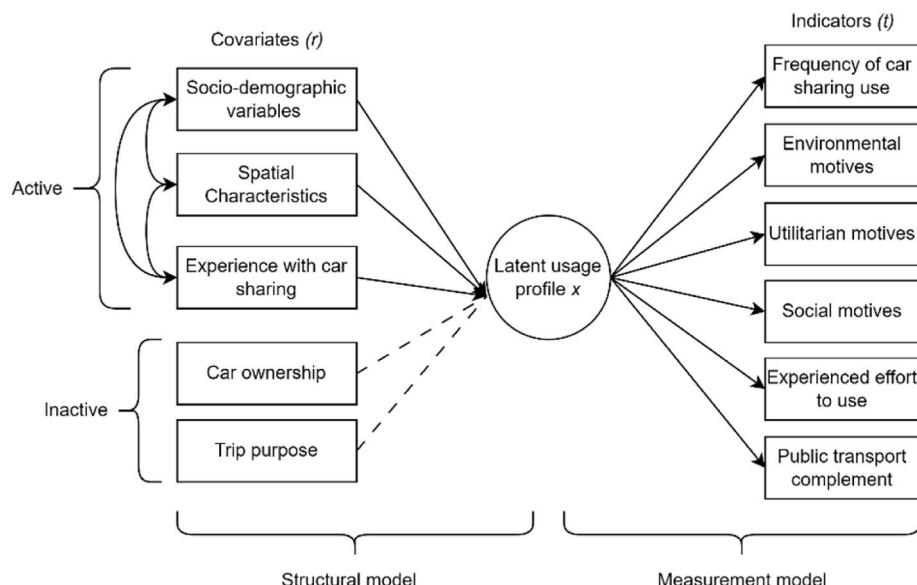 Indicators (t)
Covariates (r)
Socio-demographic
variables
Spatial
Characteristics
Experience with car
sharing
Active
Car ownership
Trip purpose
Inactive
Latent usage
profile x
Frequency of car
sharing use
Environmental
motives
Utilitarian motives
Social motives
Experienced effort
to use
Public transport
complement
Structural model
Measurement model